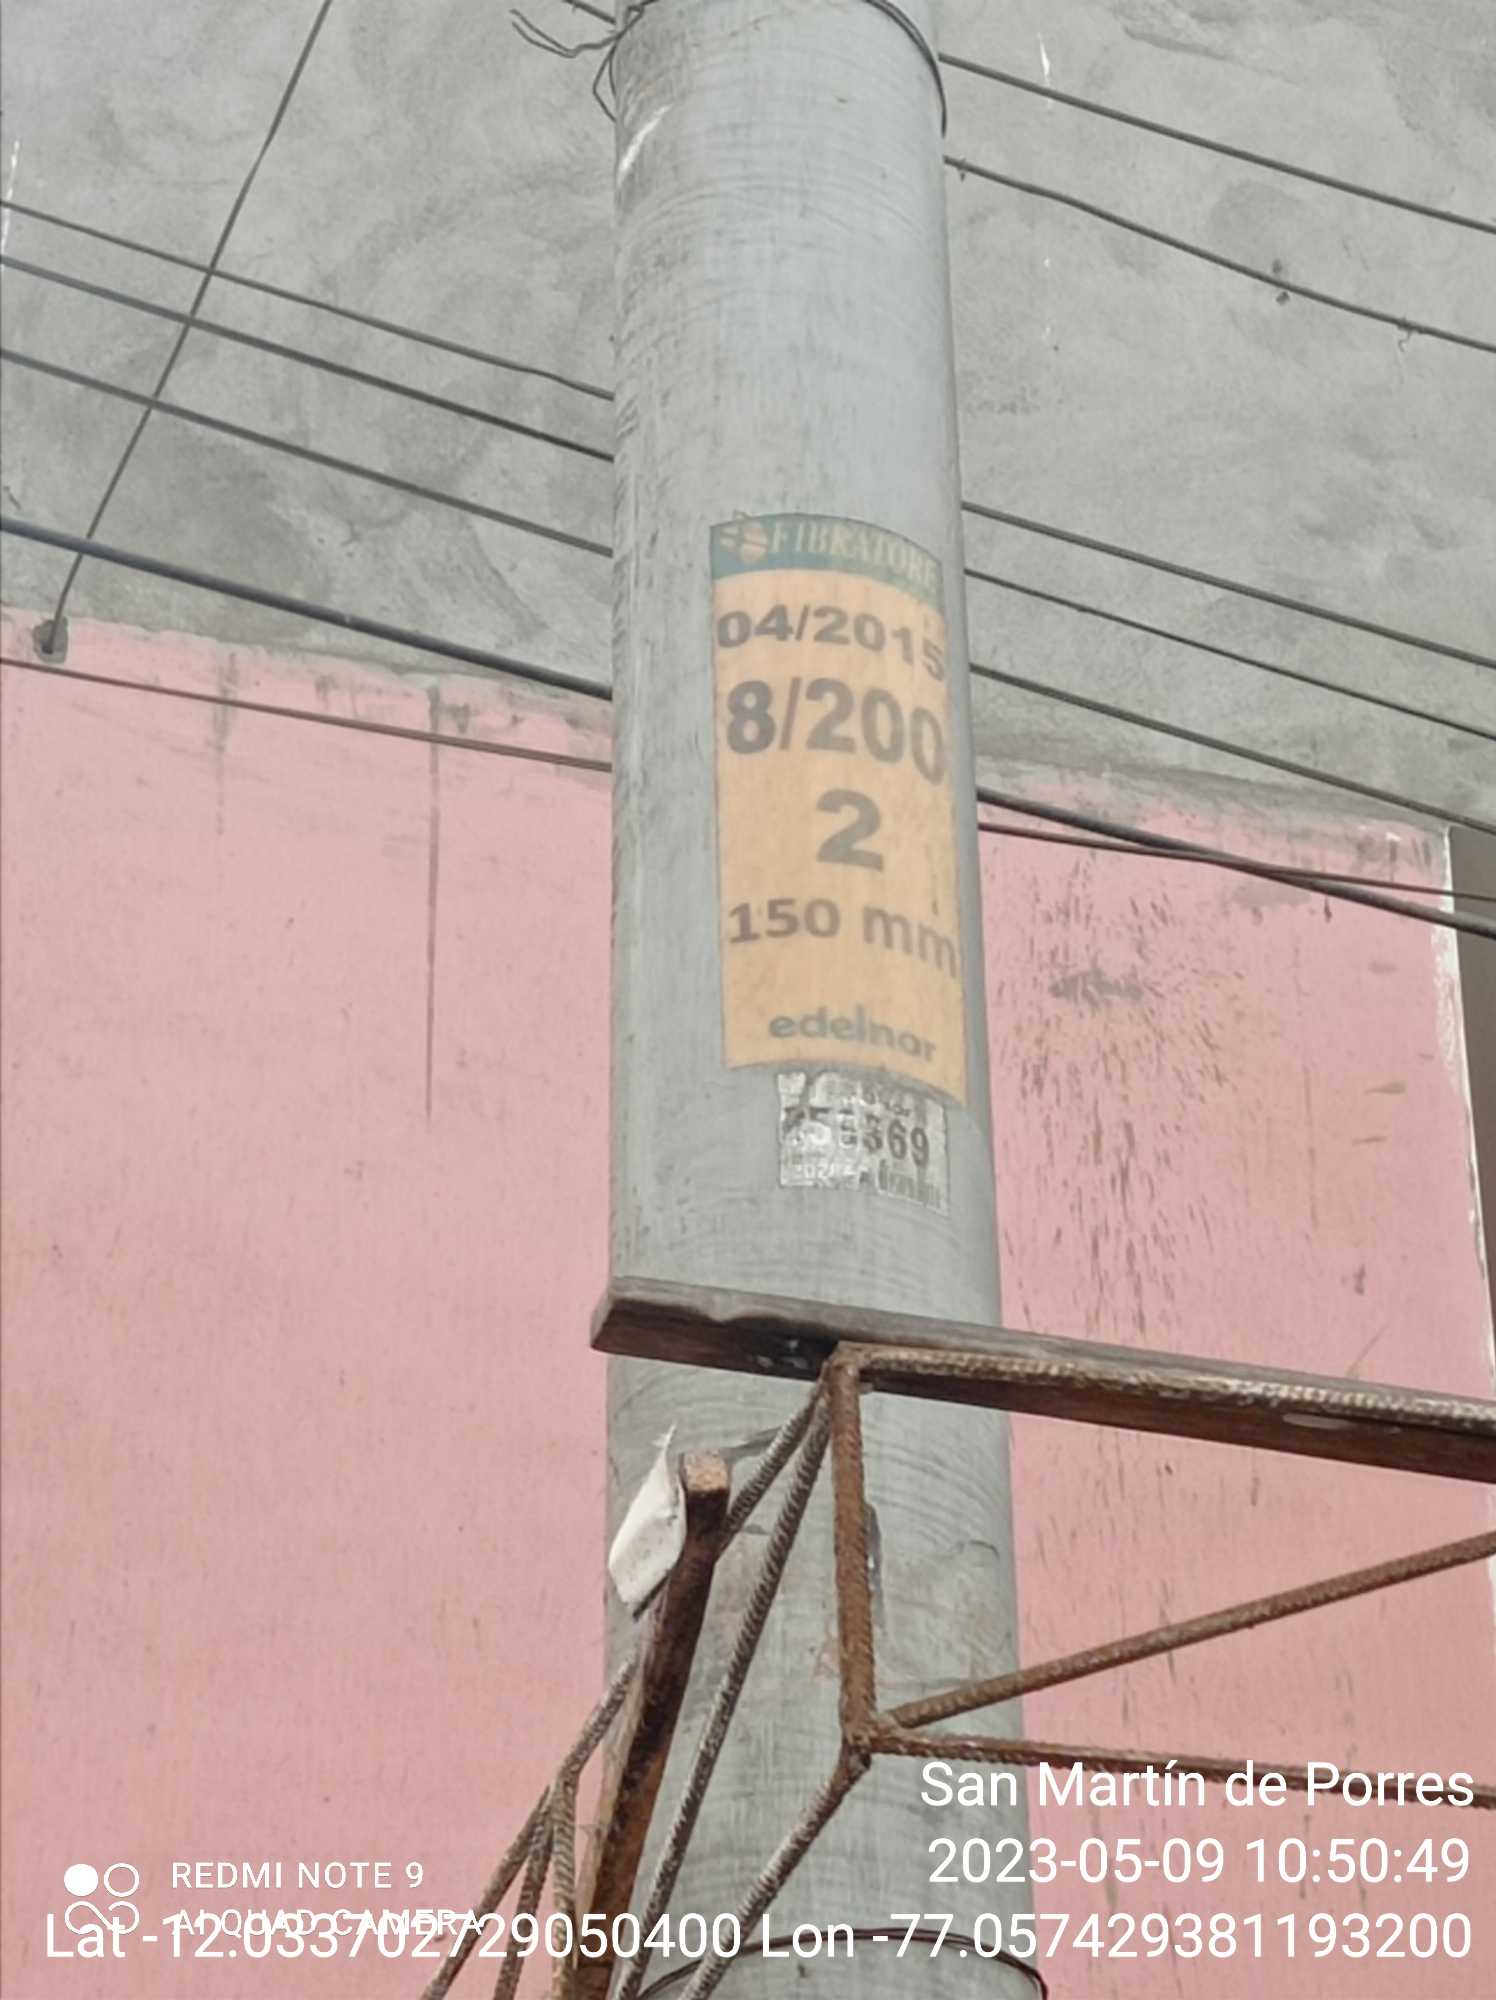 FIBRATORE
04/2015
8/200
2
150 mm
edelnor
San Martín de Porres
2023-05-09 10:50:49
REDMI NOTE 9
AI QUAD CAMERA
Lat -12.033702729050400 Lon -77.057429381193200